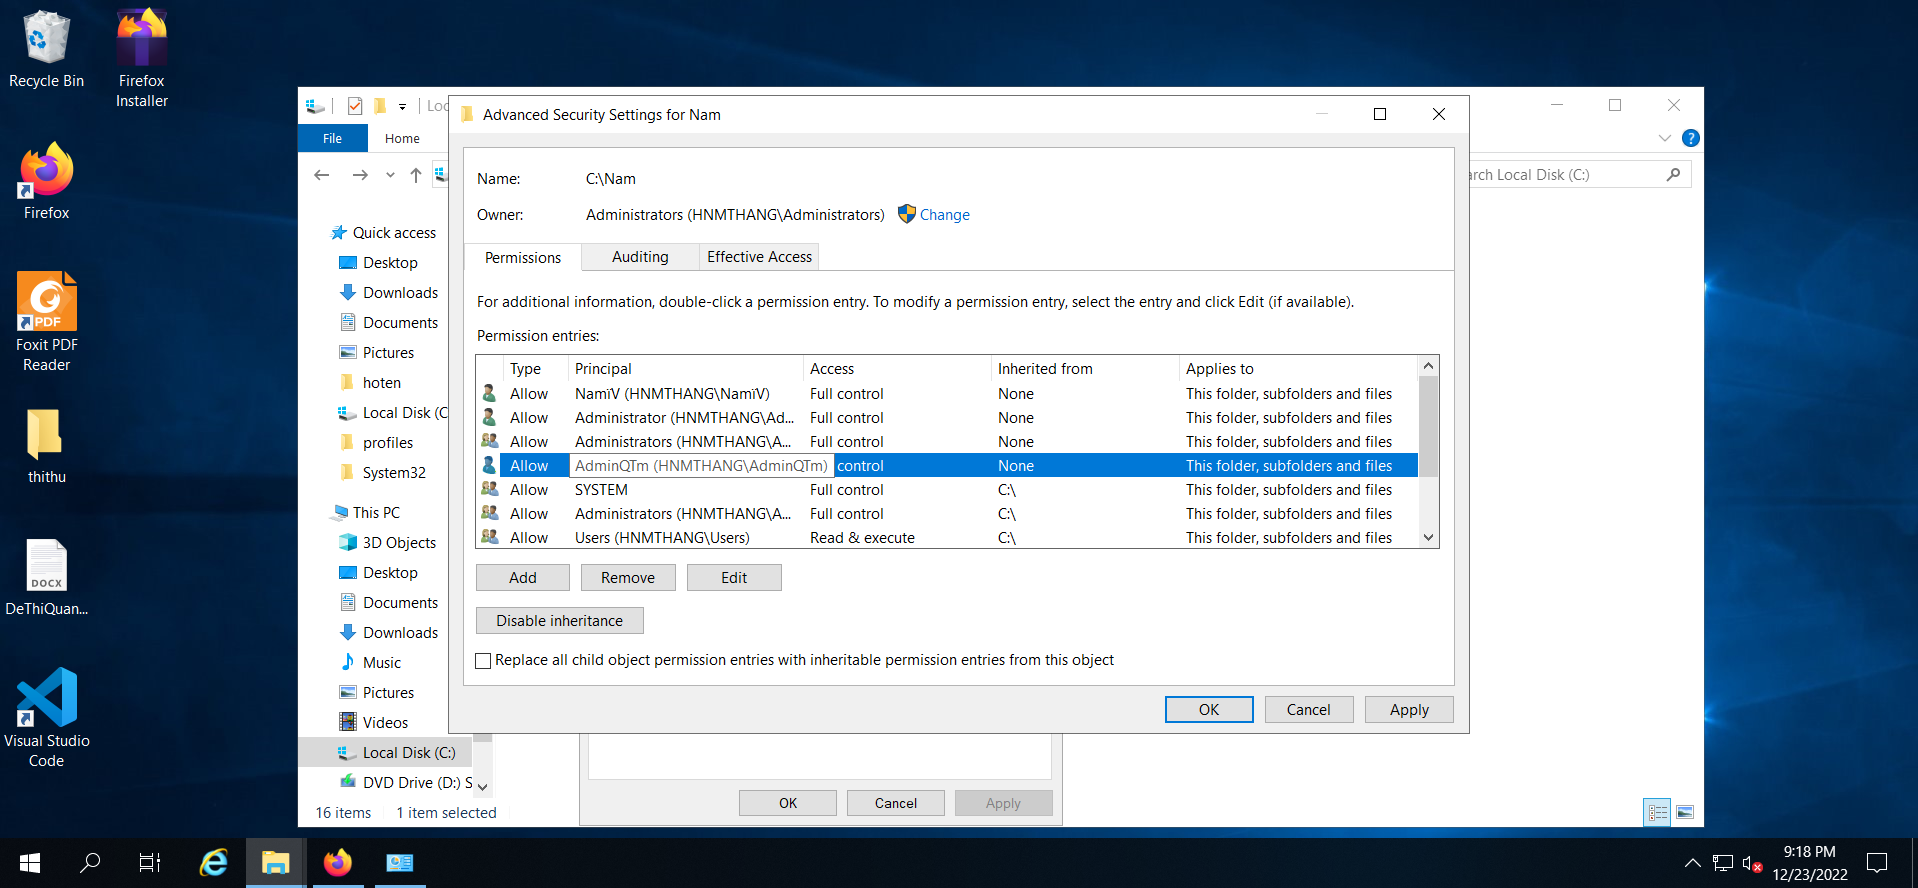 Recycle Bin
Firefox
Installer
Firefox
PDF
Foxit PDF
Reader
thithu
DOCX
DeThiQuan...
Visual Studio
Code
Loc
File
Home
arch Local Disk (C:)
Quick access
Desktop
Downloads
Documents
Pictures
hoten
Local Disk (C
profiles
System32
This PC
3D Objects
Desktop
Documents
Downloads
Music
Pictures
Videos
Local Disk (C:)
DVD Drive (D:) S
16 items
1 item selected
Advanced Security Settings for Nam
Name: C:\Nam
Owner: Administrators (HNMTHANG\Administrators) Change
Permissions Auditing Effective Access
For additional information, double-click a permission entry. To modify a permission entry, select the entry and click Edit (if available).
Permission entries:
Type Principal Access Inherited from Applies to
Allow NamïV (HNMTHANG\NamïV) Full control None This folder, subfolders and files
Allow Administrator (HNMTHANG\Ad... Full control None This folder, subfolders and files
Allow Administrators (HNMTHANG\A... Full control None This folder, subfolders and files
Allow AdminQTm (HNMTHANG\AdminQTm) control None This folder, subfolders and files
Allow SYSTEM Full control C:\ This folder, subfolders and files
Allow Administrators (HNMTHANG\A... Full control C:\ This folder, subfolders and files
Allow Users (HNMTHANG\Users) Read & execute C:\ This folder, subfolders and files
Add Remove Edit
Disable inheritance
Replace all child object permission entries with inheritable permission entries from this object
OK Cancel Apply
OK Cancel Apply
9:18 PM
12/23/2022